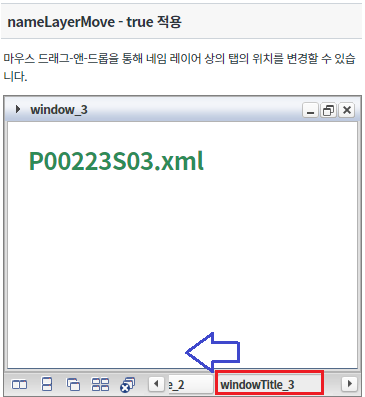 nameLayerMove - true 적용
마우스 드래그-앤-드롭을 통해 네임 레이어 상의 탭의 위치를 변경할 수 있습
니다.
window_3
P00223S03.xml
e_2
windowTitle_3